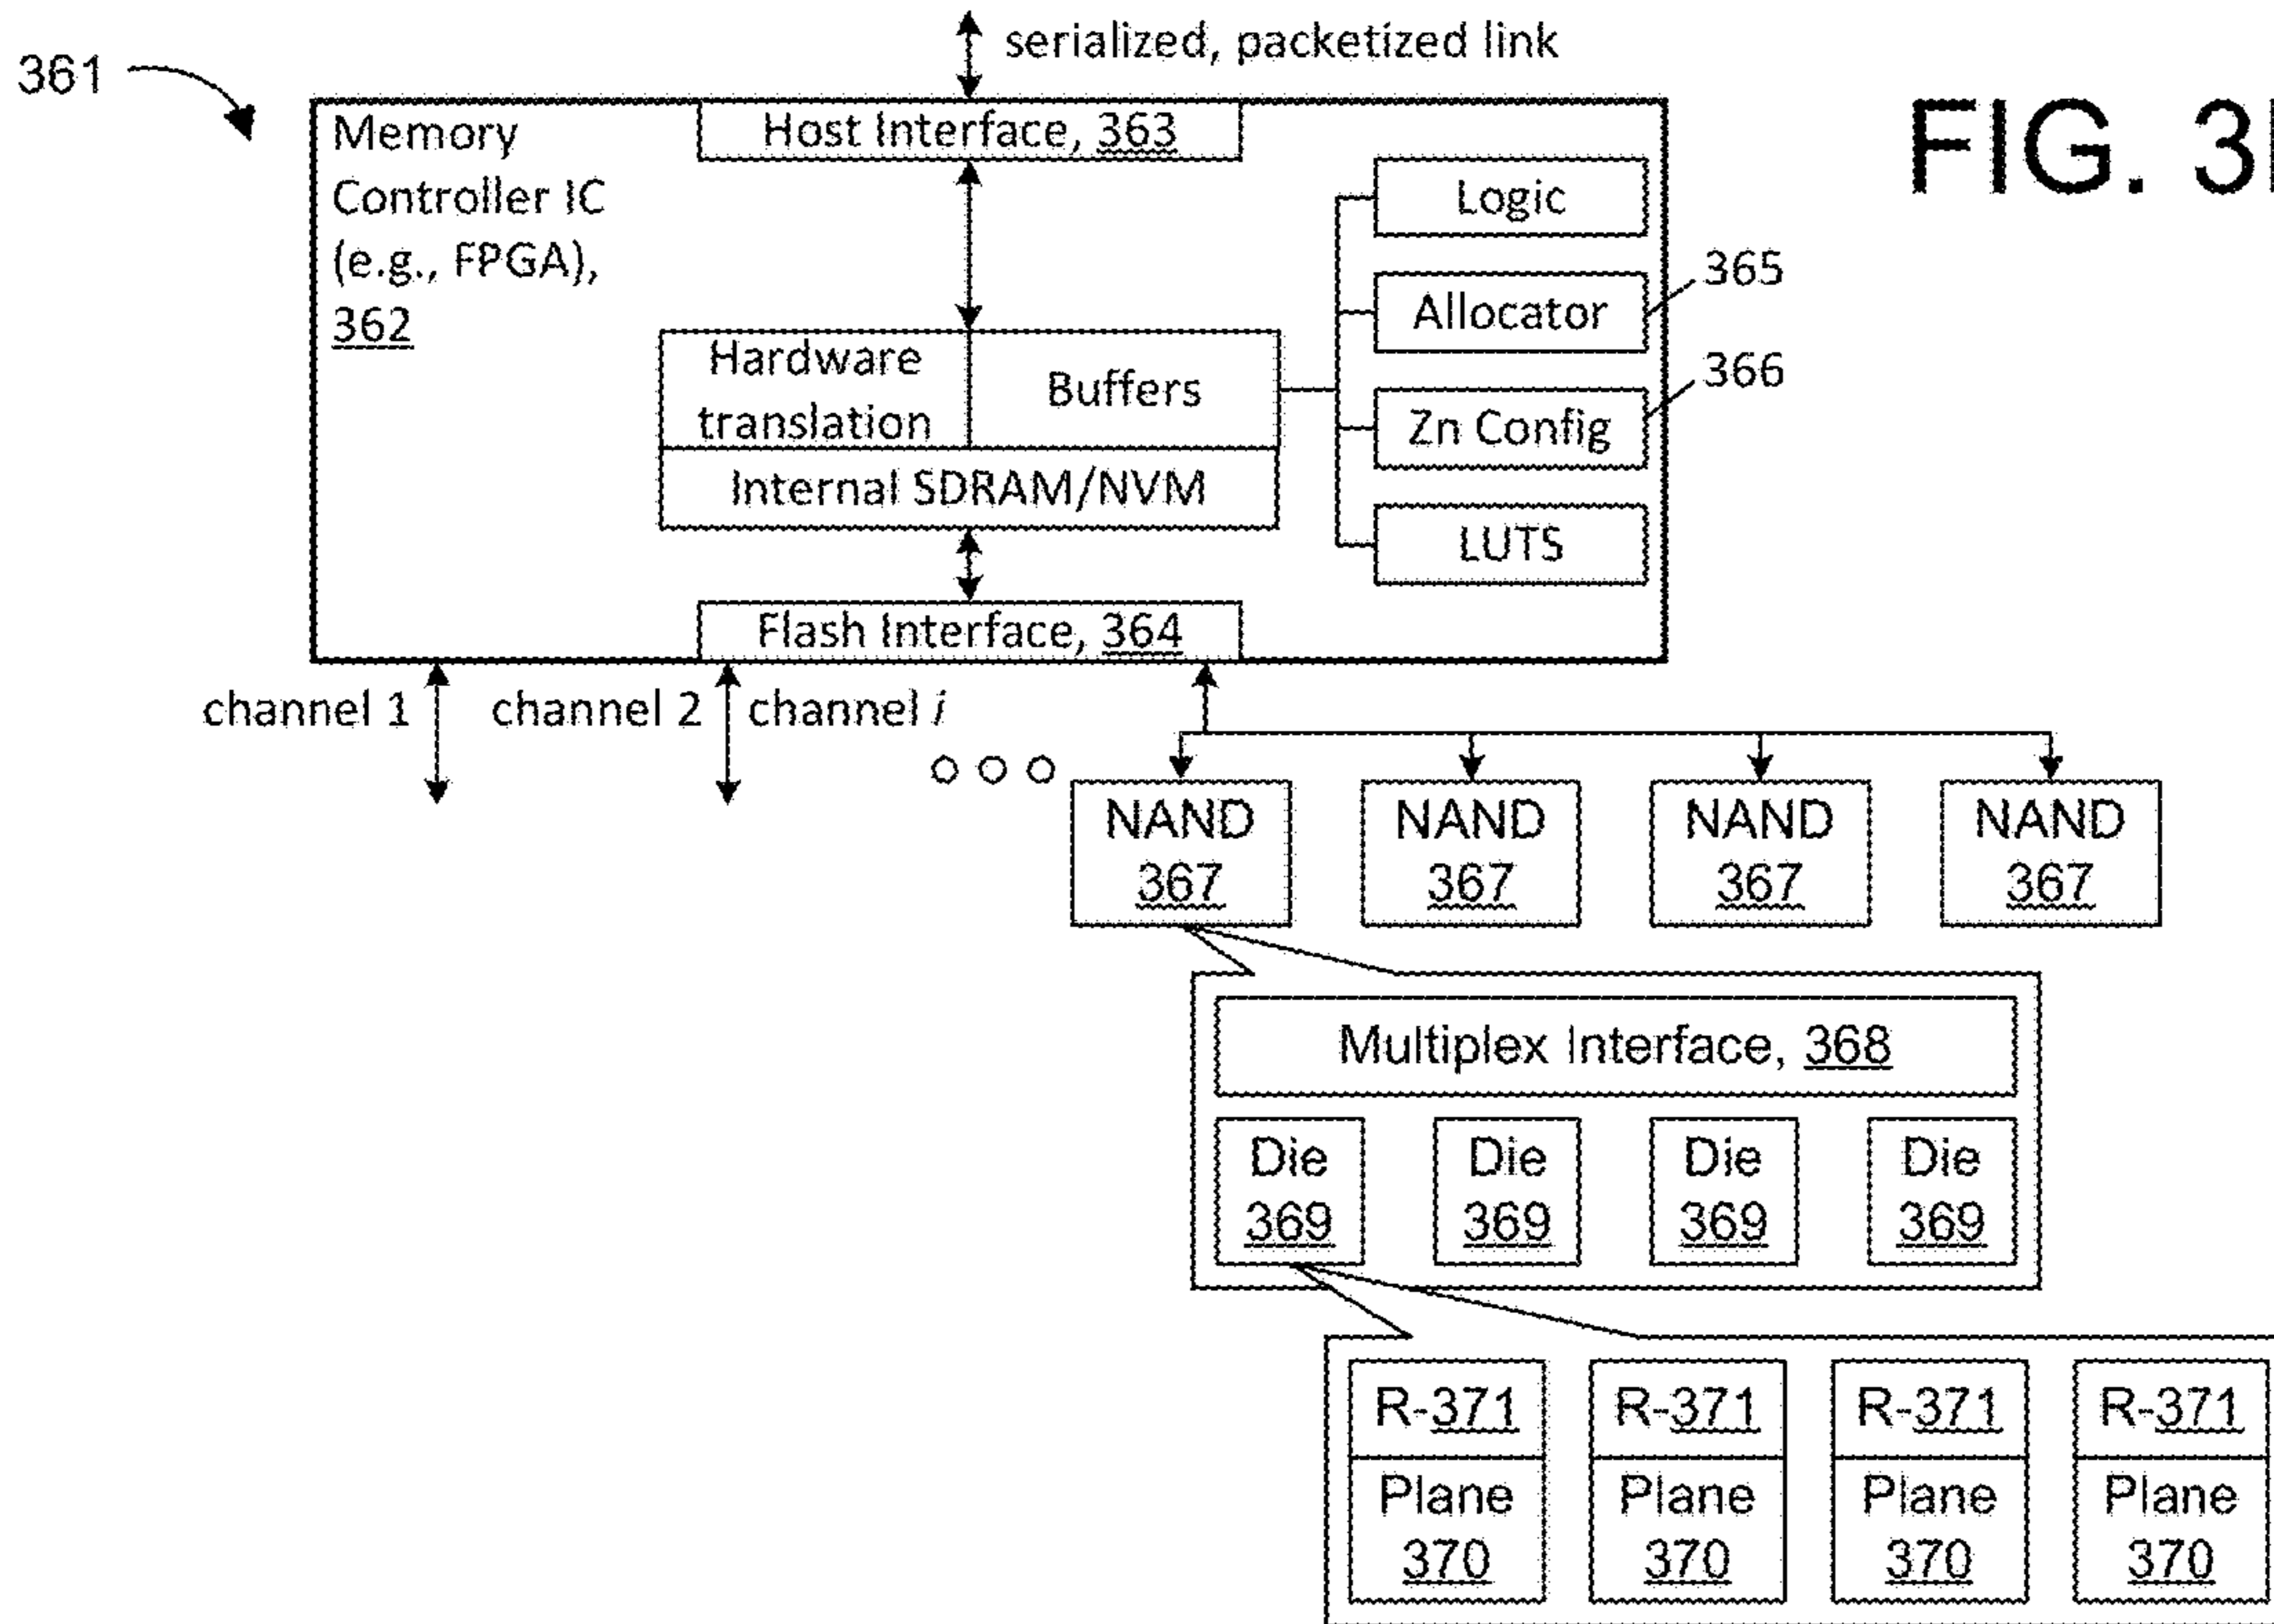 serialized, packetized link
361
FIG. 3
Memory
Controller IC
(e.g., FPGA),
362
Host Interface, 363
Logic
Allocator
365
Zn Config
366
LUTS
Hardware
translation
Buffers
Internal SDRAM/NVM
Flash Interface, 364
channel 1
channel 2
channel i
NAND
367
NAND
367
NAND
367
NAND
367
Multiplex Interface, 368
Die
369
Die
369
Die
369
Die
369
R-371
R-371
R-371
R-371
Plane
370
Plane
370
Plane
370
Plane
370